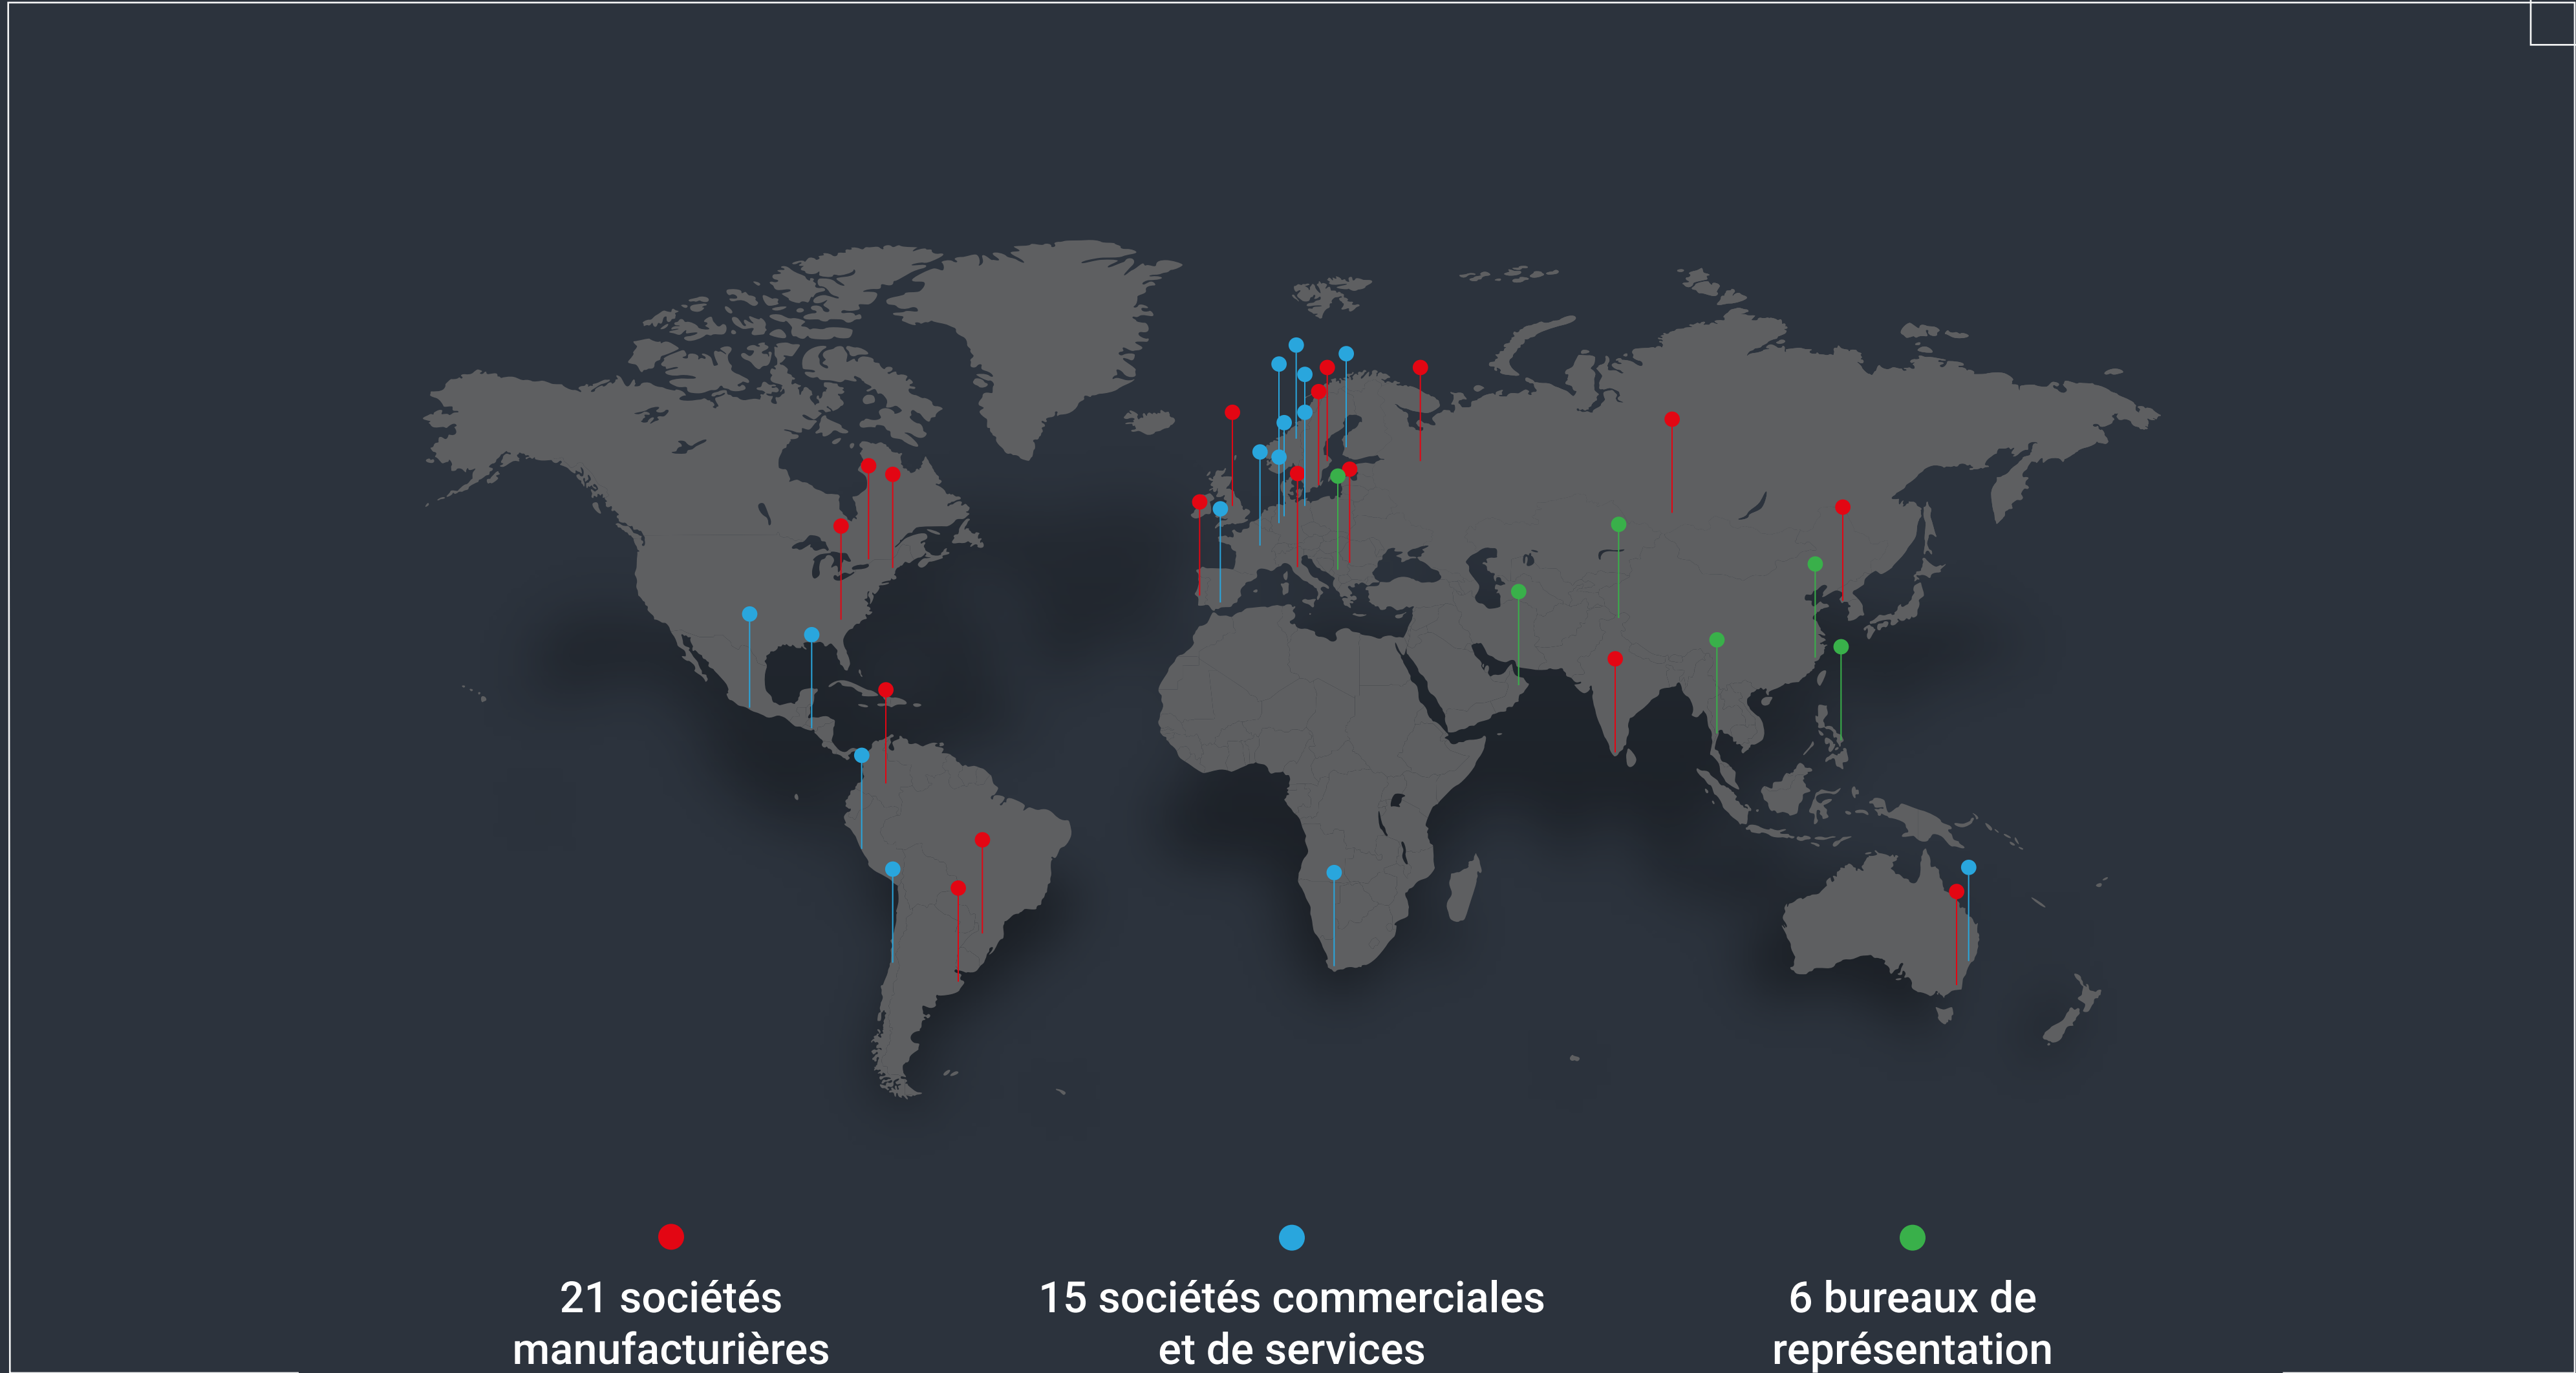 21 sociétés
manufacturières
15 sociétés commerciales
et de services
6 bureaux de
représentation